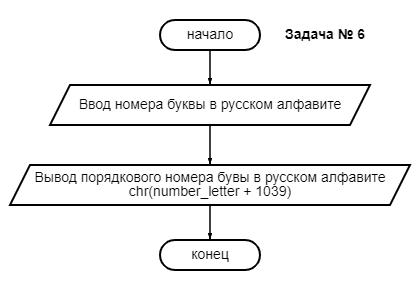 начало
Задача № 6
Ввод номера буквы в русском алфавите
Вывод порядкового номера бувы в русском алфавите
chr(number_letter + 1039)
конец